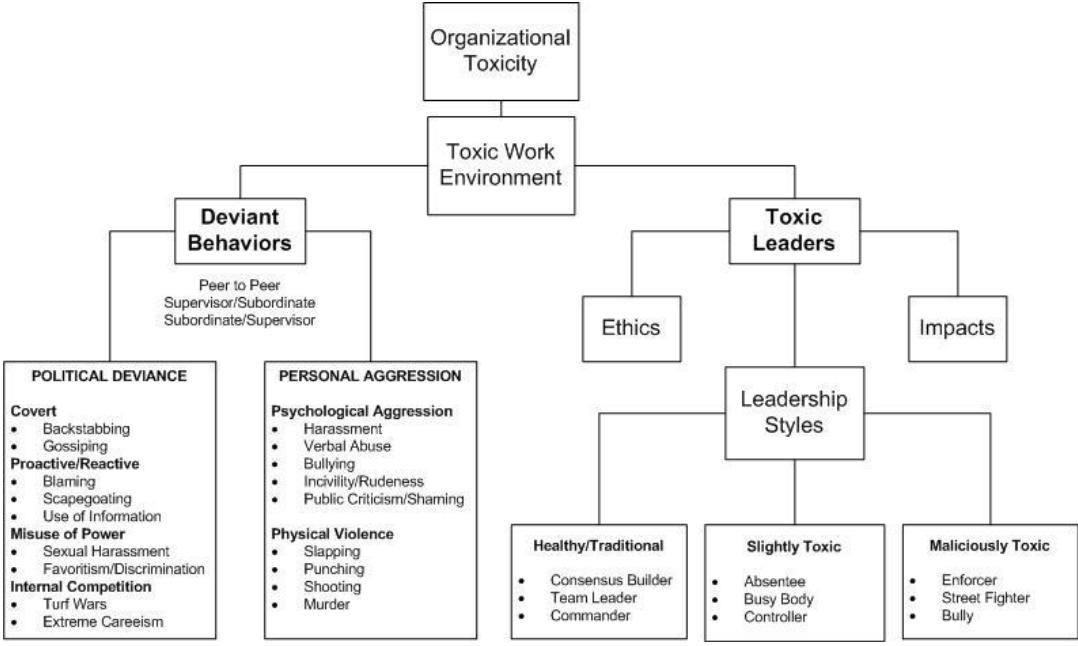 Organizational
Toxicity
Toxic Work
Environment
Deviant
Behaviors
Peer to Peer
Supervisor/Subordinate
Subordinate/Supervisor
Toxic
Leaders
Ethics
Impacts
Leadership
Styles
POLITICAL DEVIANCE
Covert
• Backstabbing
• Gossiping
Proactive/Reactive
• Blaming
• Scapegoating
• Use of Information
Misuse of Power
• Sexual Harassment
• Favoritism/Discrimination
Internal Competition
• Turf Wars
• Extreme Careeism
PERSONAL AGGRESSION
Psychological Aggression
• Harassment
• Verbal Abuse
• Bullying
• Incivility/Rudeness
• Public Criticism/Shaming
Physical Violence
• Slapping
• Punching
• Shooting
• Murder
Healthy/Traditional
• Consensus Builder
• Team Leader
• Commander
Slightly Toxic
• Absentee
• Busy Body
• Controller
Maliciously Toxic
• Enforcer
• Street Fighter
• Bully